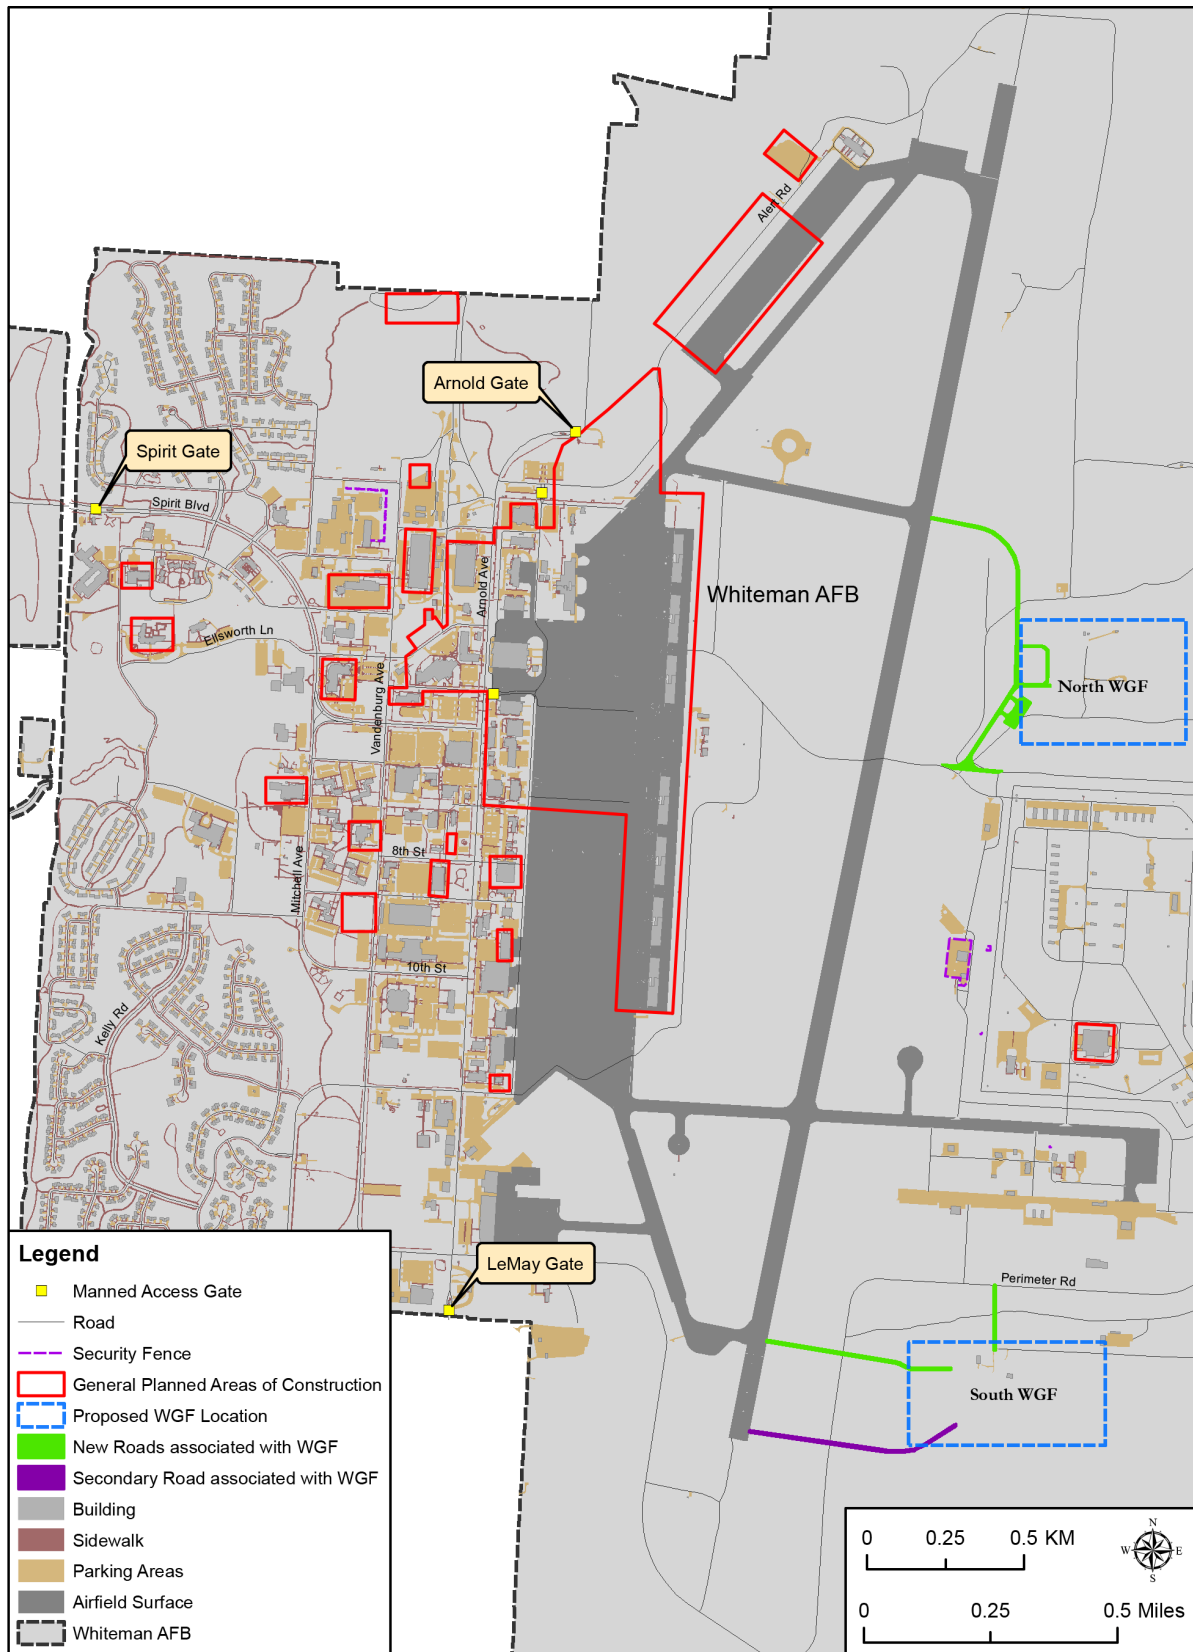 Alert Rd
Arnold Gate
Spirit Gate
Spirit Blvd
Arnold Ave
Whiteman AFB
Ellsworth Ln
Vandenburg Ave
North WGF
8th St
Mitchell Ave
10th St
Kelly Rd
LeMay Gate
Perimeter Rd
South WGF
Legend
Manned Access Gate
Road
Security Fence
General Planned Areas of Construction
Proposed WGF Location
New Roads associated with WGF
Secondary Road associated with WGF
Building
Sidewalk
Parking Areas
Airfield Surface
Whiteman AFB
0 0.25 0.5 KM
N
W E
S
0 0.25 0.5 Miles